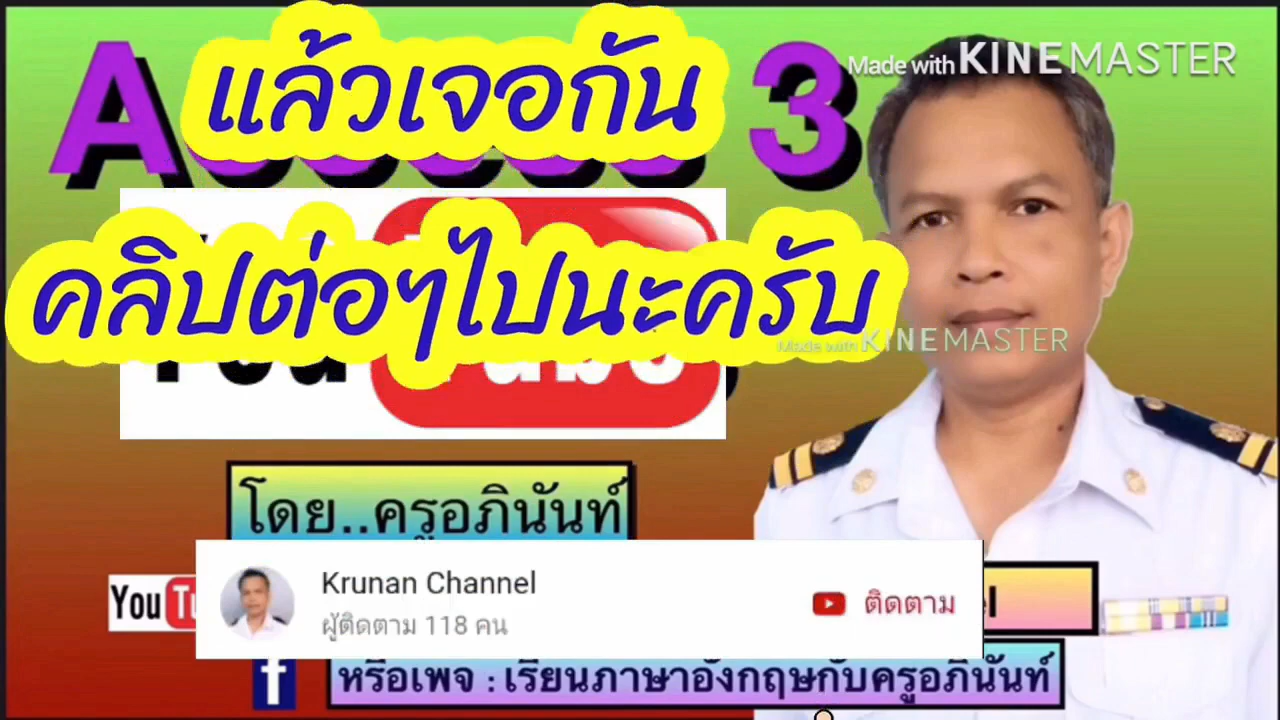 Made with KINEMASTER
แล้วเจอกัน
3
คลิปต่อๆไปนะครับ
Made with KINEMASTER
โดย..ครูอภินันท์
Krunan Channel
ผู้ติดตาม 118 คน
ติดตาม
You
f
หรือเพจ : เรียนภาษาอังกฤษกับครูอภินันท์